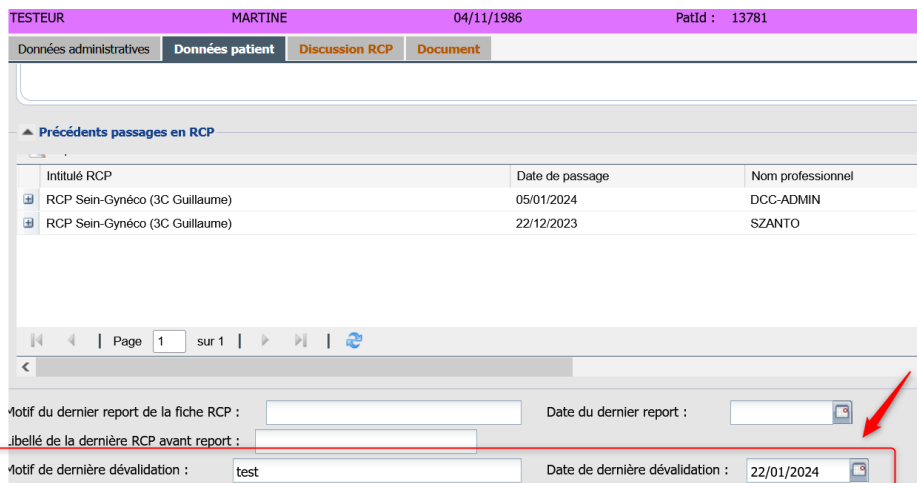 TESTEUR MARTINE 04/11/1986 PatId : 13781
Données administratives Données patient Discussion RCP Document
Précédents passages en RCP
Intitulé RCP Date de passage Nom professionnel
RCP Sein-Gynéco (3C Guillaume) 05/01/2024 DCC-ADMIN
RCP Sein-Gynéco (3C Guillaume) 22/12/2023 SZANTO
Page 1 sur 1
Motif du dernier report de la fiche RCP : Date du dernier report :
Libellé de la dernière RCP avant report :
Motif de dernière dévalidation : test Date de dernière dévalidation : 22/01/2024